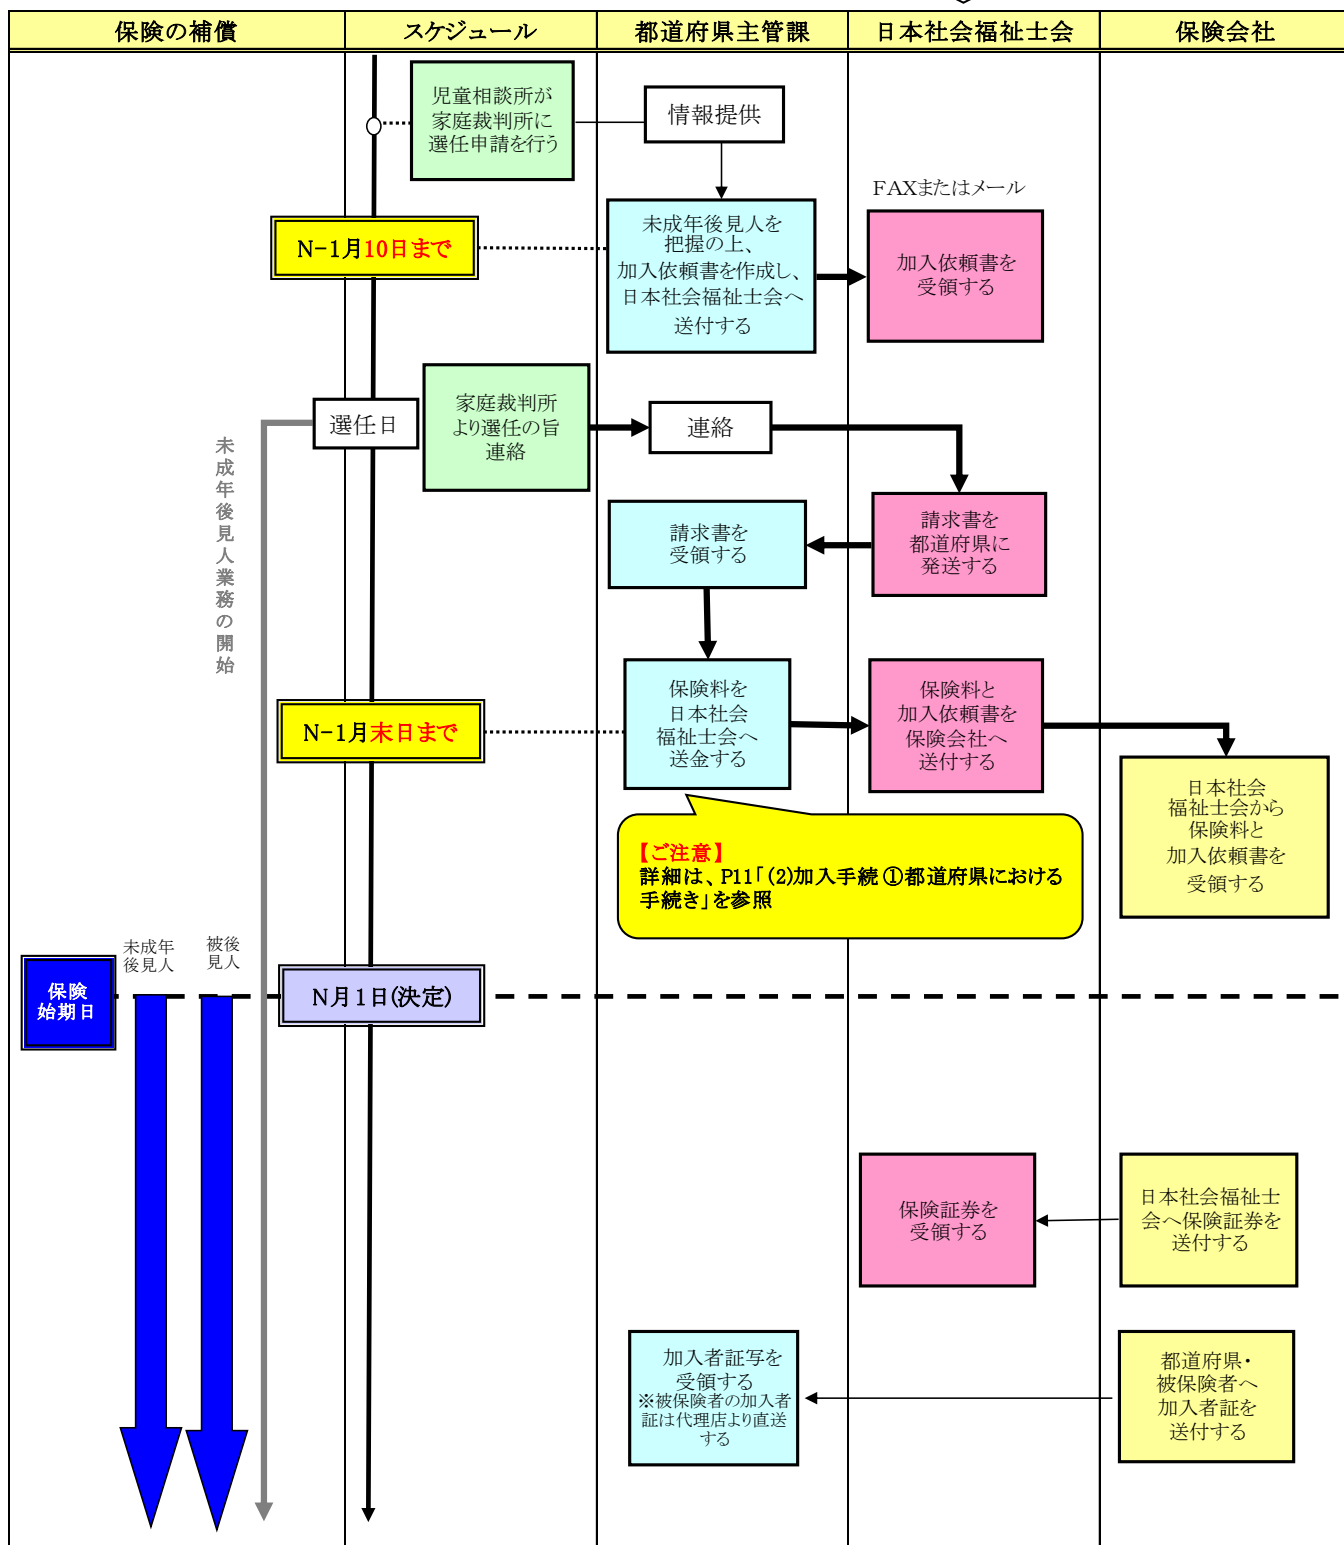 保険の補償
スケジュール
都道府県主管課
日本社会福祉士会
保険会社
児童相談所が
家庭裁判所に
選任申請を行う
情報提供
FAXまたはメール
N-1月10日まで
未成年後見人を
把握の上、
加入依頼書を作成し、
日本社会福祉士会へ
送付する
加入依頼書を
受領する
選任日
家庭裁判所
より選任の旨
連絡
連絡
未成年後見人業務の開始
請求書を
受領する
請求書を
都道府県に
発送する
N-1月末日まで
保険料を
日本社会
福祉士会へ
送金する
保険料と
加入依頼書を
保険会社へ
送付する
日本社会
福祉士会から
保険料と
加入依頼書を
受領する
【ご注意】
詳細は、P11「(2)加入手続 ①都道府県における
手続き」を参照
未成年
後見人
被後
見人
保険
始期日
N月1日(決定)
保険証券を
受領する
日本社会福祉士
会へ保険証券を
送付する
加入者証写を
受領する
※被保険者の加入者
証は代理店より直送
する
都道府県・
被保険者へ
加入者証を
送付する